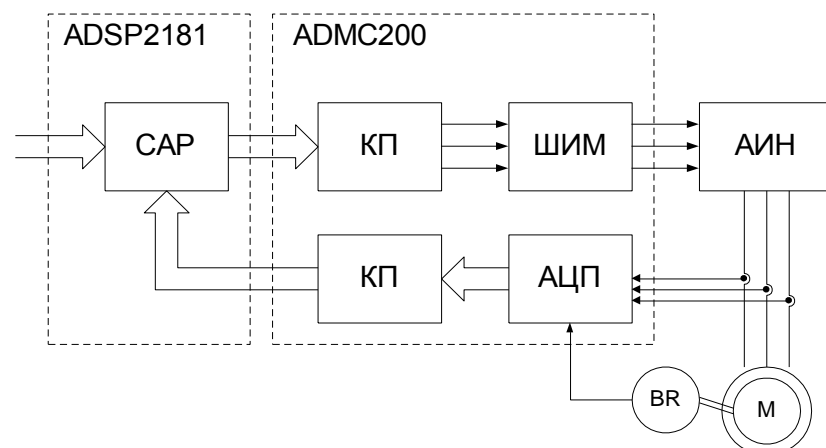 ADSP2181
ADMC200
САР
КП
ШИМ
АИН
КП
АЦП
BR
М